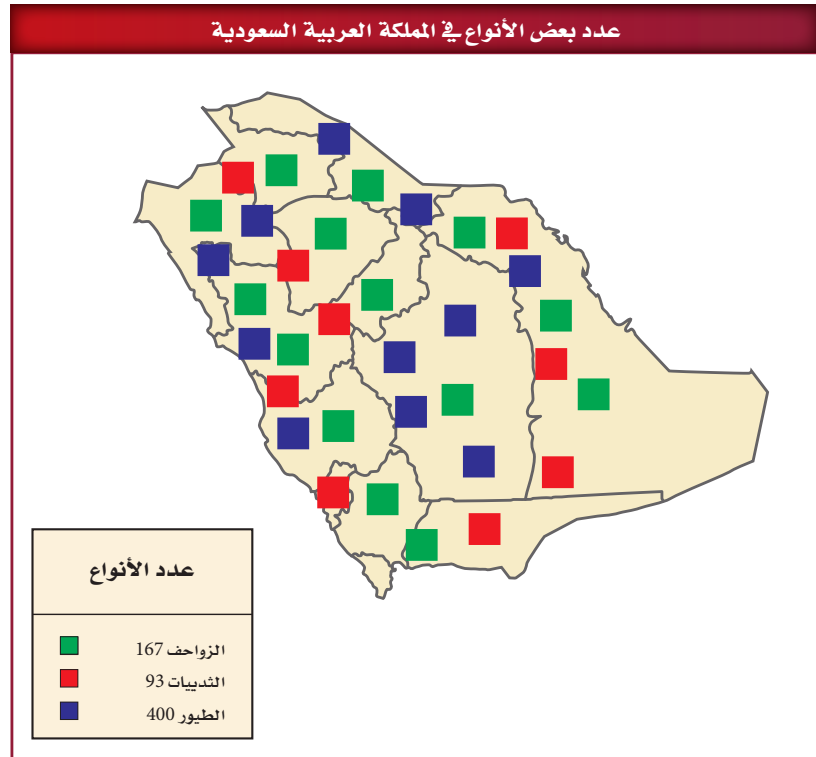 عدد بعض الأنواع في المملكة العربية السعودية
عدد الأنواع
الزواحف 167
الثدييات 93
الطيور 400